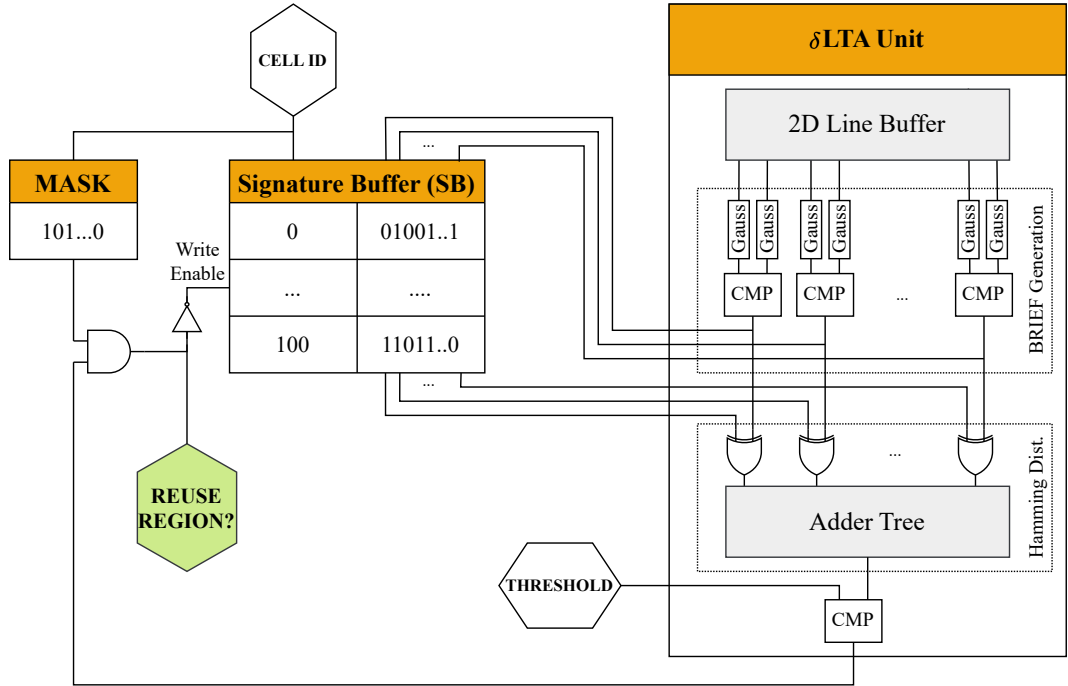 CELL ID
δLTA Unit
2D Line Buffer
MASK
101...0
Signature Buffer (SB)
0 01001..1
... ....
100 11011..0
...
...
Write
Enable
Gauss Gauss Gauss Gauss Gauss Gauss
CMP CMP ... CMP
BRIEF Generation
REUSE
REGION?
...
Adder Tree
Hamming Dist.
THRESHOLD
CMP